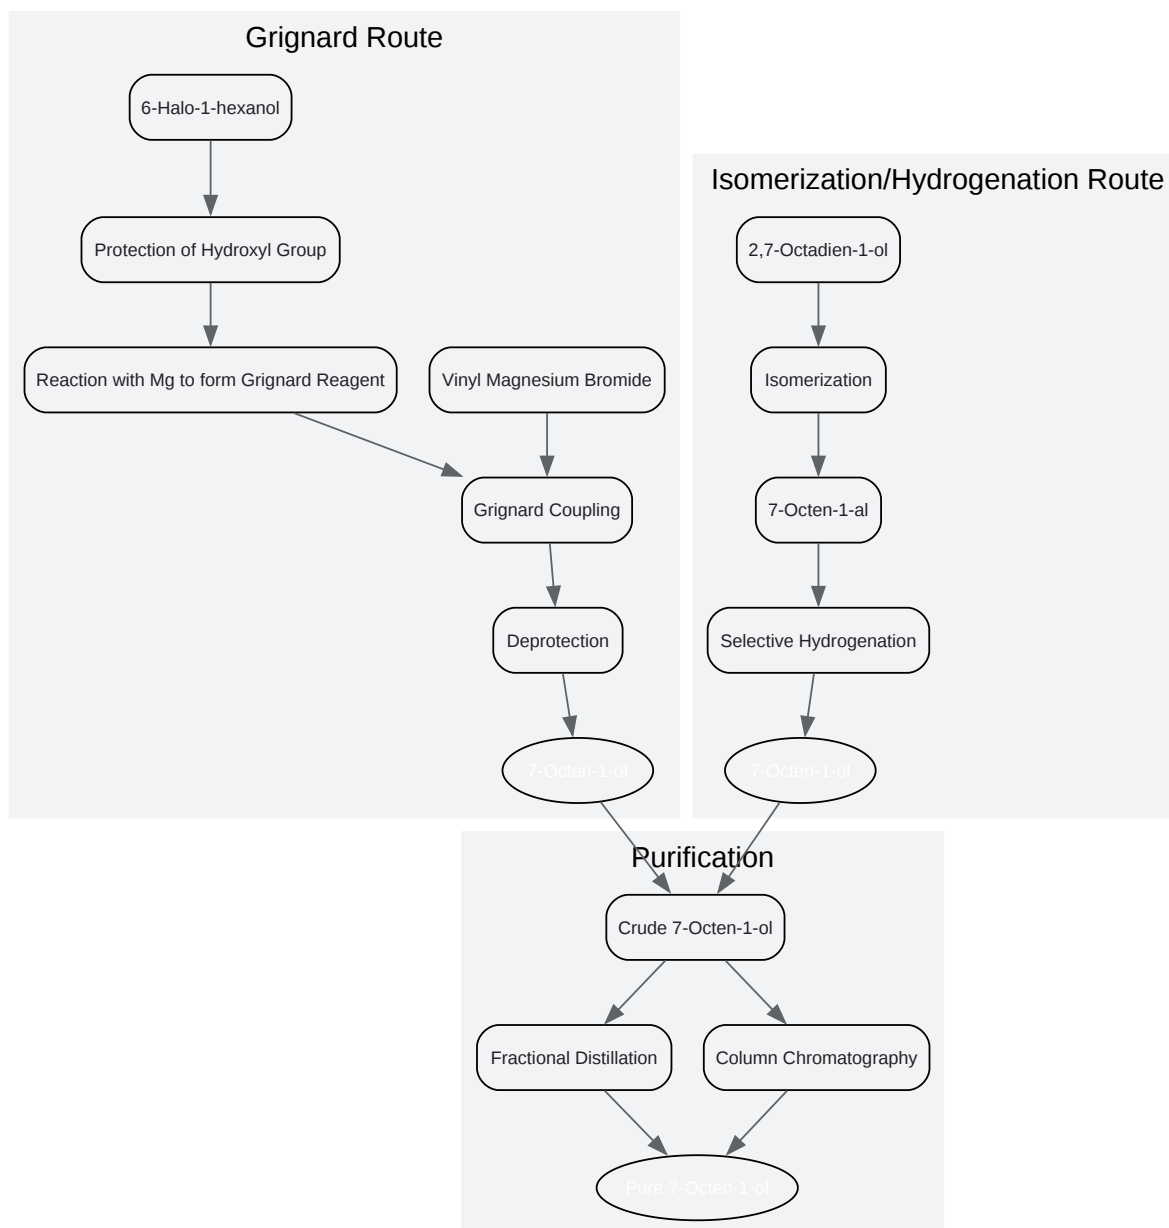 Grignard Route
6-Halo-1-hexanol
Protection of Hydroxyl Group
Reaction with Mg to form Grignard Reagent
Vinyl Magnesium Bromide
Grignard Coupling
Deprotection
7-Octen-1-ol
Isomerization/Hydrogenation Route
2,7-Octadien-1-ol
Isomerization
7-Octen-1-al
Selective Hydrogenation
7-Octen-1-ol
Purification
Crude 7-Octen-1-ol
Fractional Distillation
Column Chromatography
Pure 7-Octen-1-ol